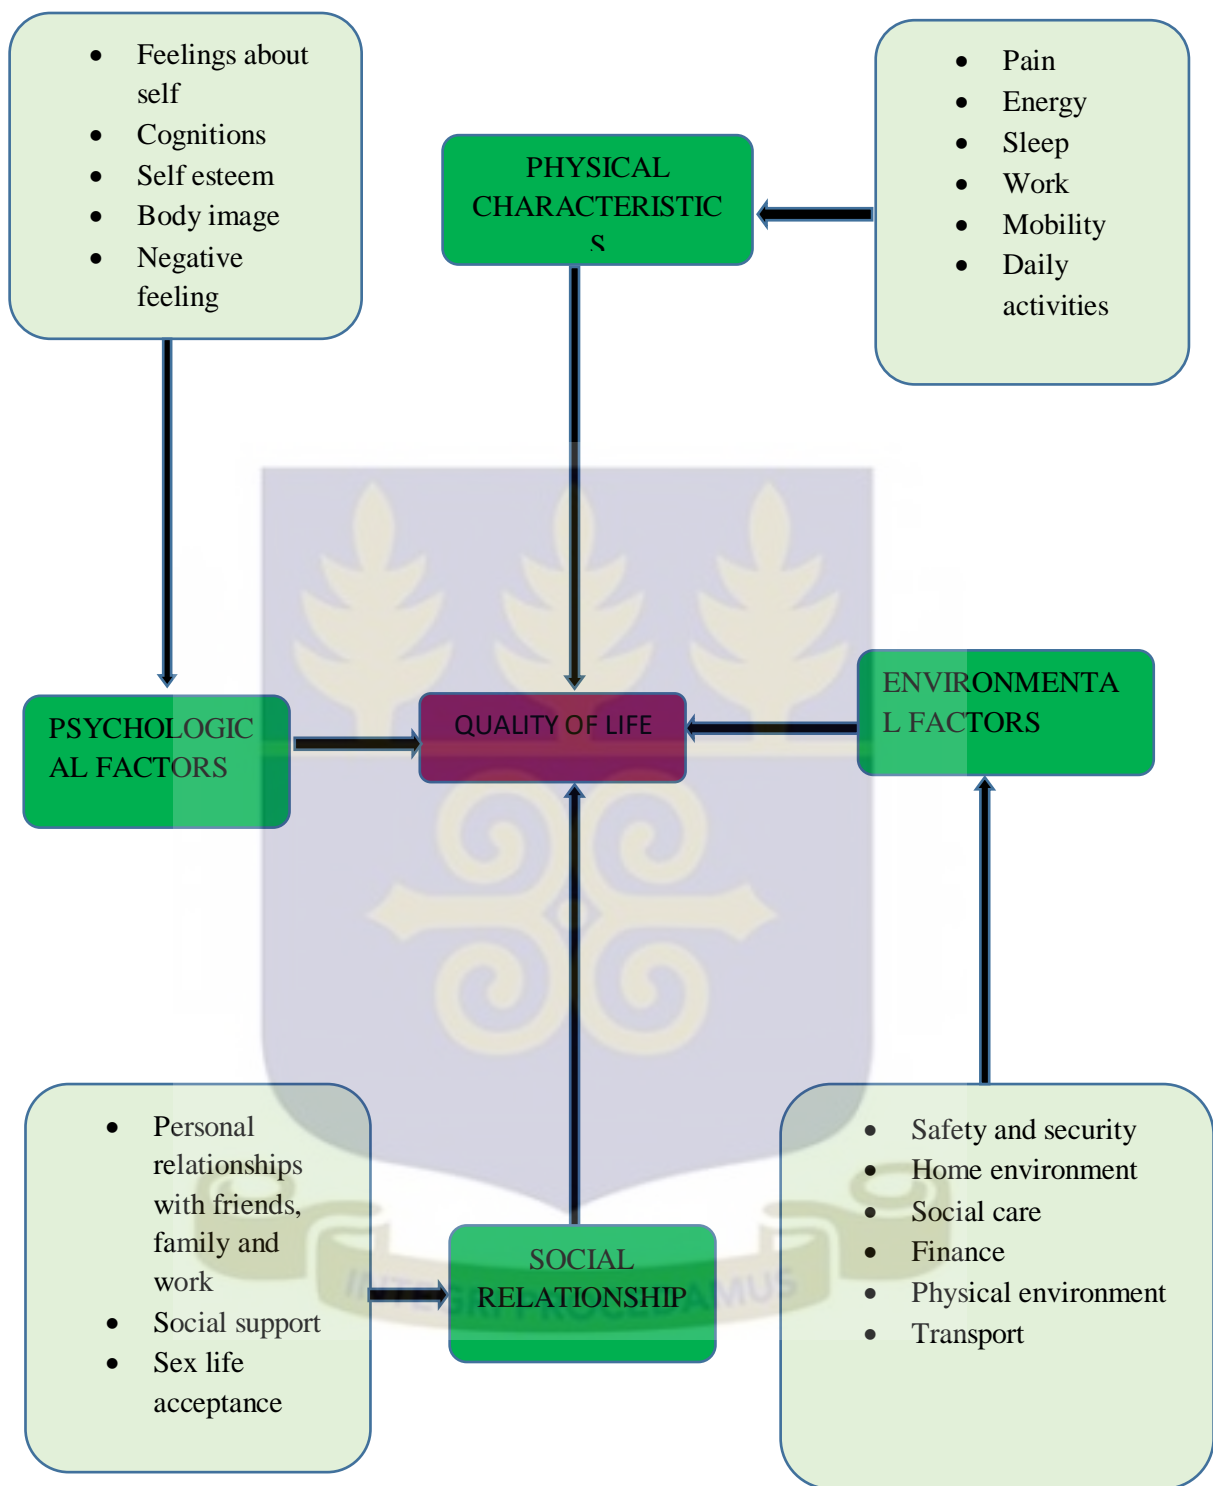 • Feelings about
self
• Cognitions
• Self esteem
• Body image
• Negative
feeling
PHYSICAL
CHARACTERISTIC
S
• Pain
• Energy
• Sleep
• Work
• Mobility
• Daily
activities
PSYCHOLOGIC
AL FACTORS
QUALITY OF LIFE
ENVIRONMENTA
L FACTORS
• Personal
relationships
with friends,
family and
work
• Social support
• Sex life
acceptance
SOCIAL
RELATIONSHIP
INTEGRI PROCEDAMUS
• Safety and security
• Home environment
• Social care
• Finance
• Physical environment
• Transport